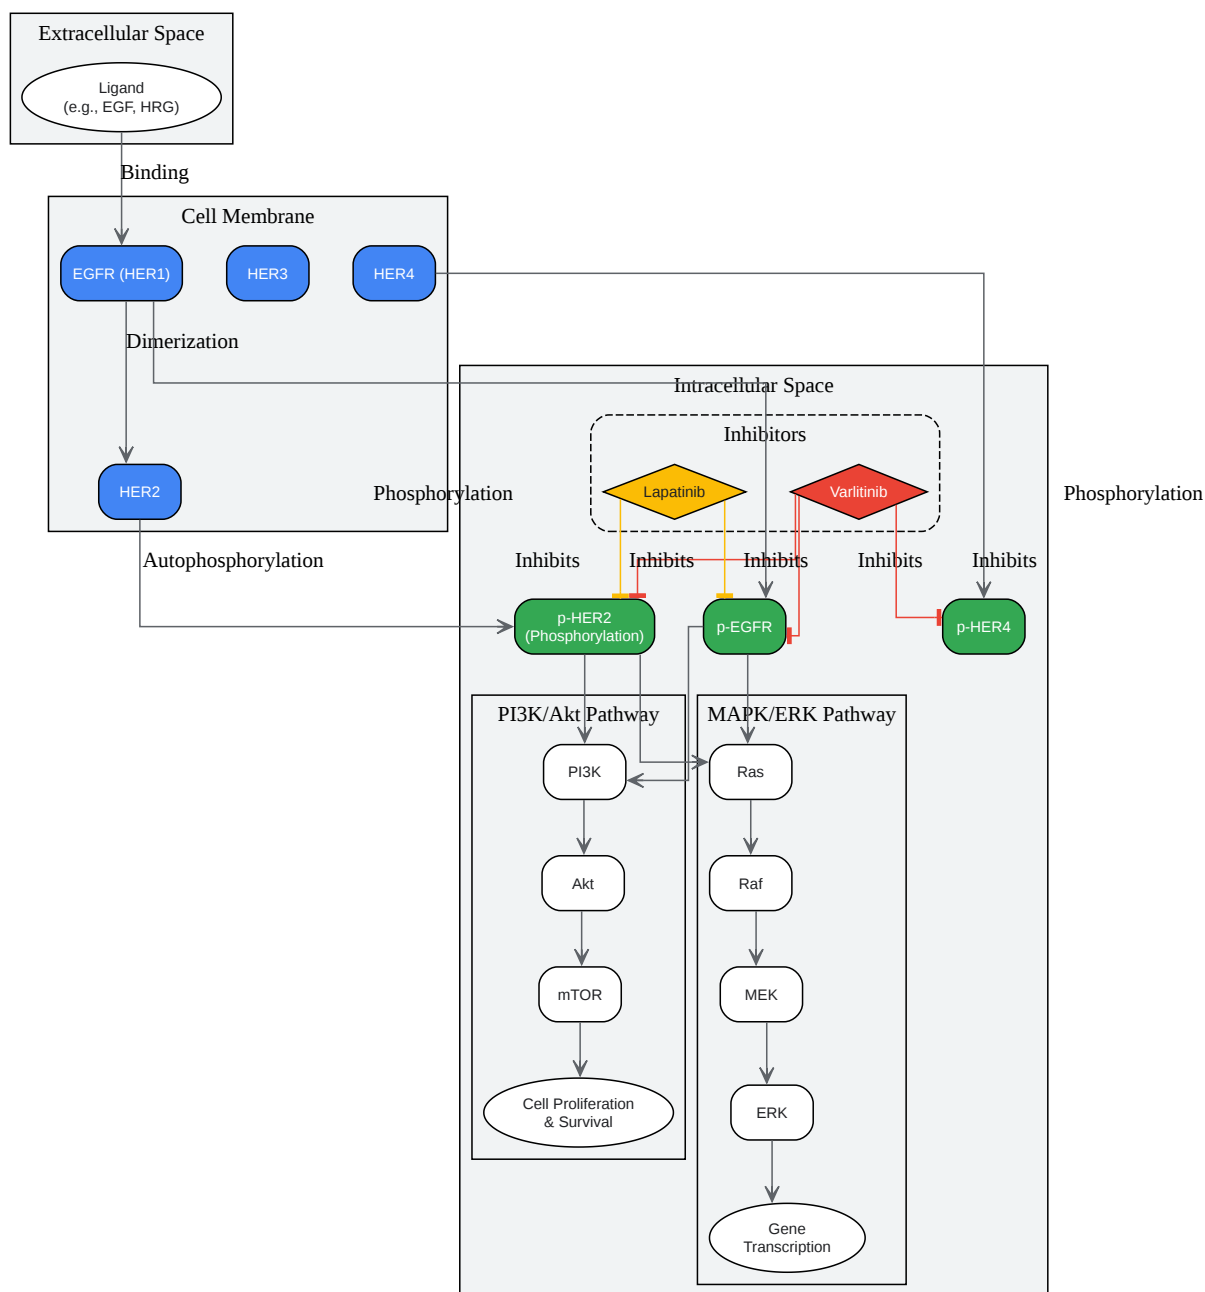 Extracellular Space
Ligand
(e.g., EGF, HRG)
Binding
Cell Membrane
EGFR (HER1)
HER3
HER4
Dimerization
Intracellular Space
Inhibitors
HER2
Phosphorylation
Lapatinib
Varlitinib
Phosphorylation
Autophosphorylation
Inhibits
Inhibits
Inhibits
Inhibits
Inhibits
p-HER2
(Phosphorylation)
p-EGFR
p-HER4
PI3K/Akt Pathway
MAPK/ERK Pathway
PI3K
Ras
Akt
Raf
mTOR
MEK
Cell Proliferation
& Survival
ERK
Gene
Transcription